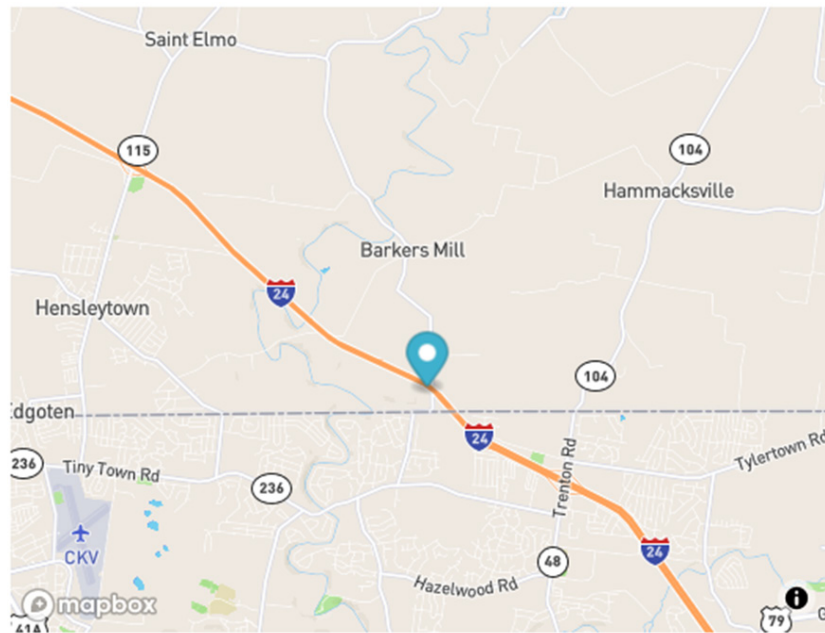 Saint Elmo
115
104
Hammacksville
Barkers Mill
24
Hensleytown
104
Edgoten
24
236
Tiny Town Rd
Tylertown Rd
236
Trenton Rd
CKV
24
48
Hazelwood Rd
mapbox
i
41A
79
G